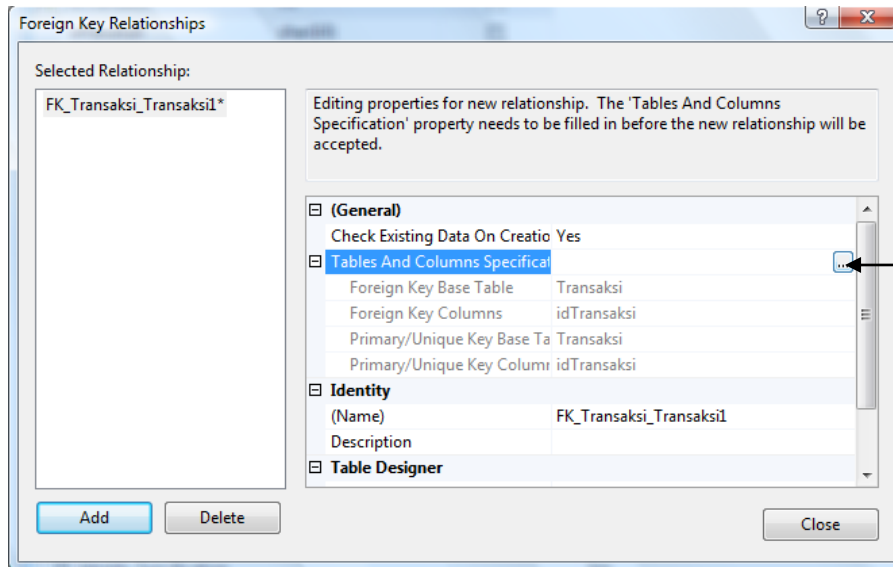 Foreign Key Relationships
?
Selected Relationship:
FK_Transaksi_Transaksi1*
Editing properties for new relationship. The 'Tables And Columns
Specification' property needs to be filled in before the new relationship will be
accepted.
(General)
Check Existing Data On Creatio Yes
Tables And Columns Specificat
...
Foreign Key Base Table Transaksi
Foreign Key Columns idTransaksi
Primary/Unique Key Base Ta Transaksi
Primary/Unique Key Column idTransaksi
Identity
(Name) FK_Transaksi_Transaksi1
Description
Table Designer
Add Delete
Close